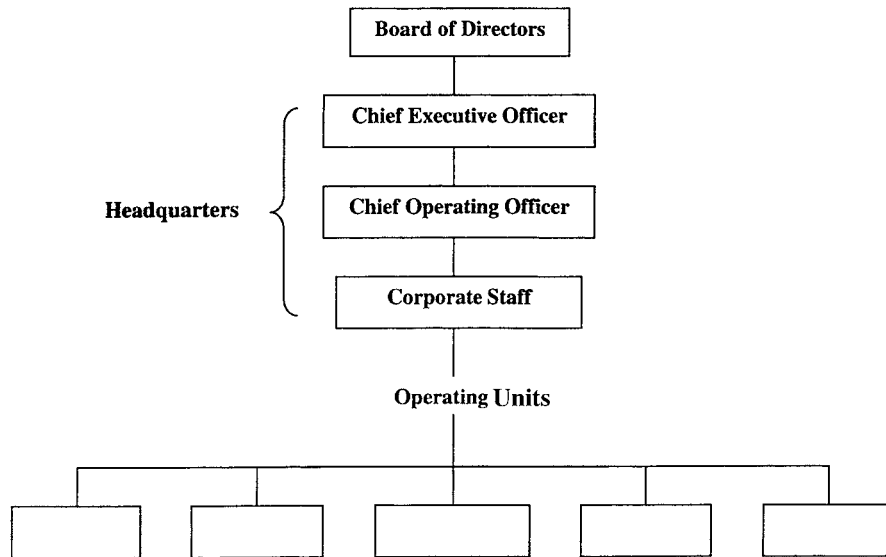 Board of Directors
Chief Executive Officer
Headquarters
Chief Operating Officer
Corporate Staff
Operating Units